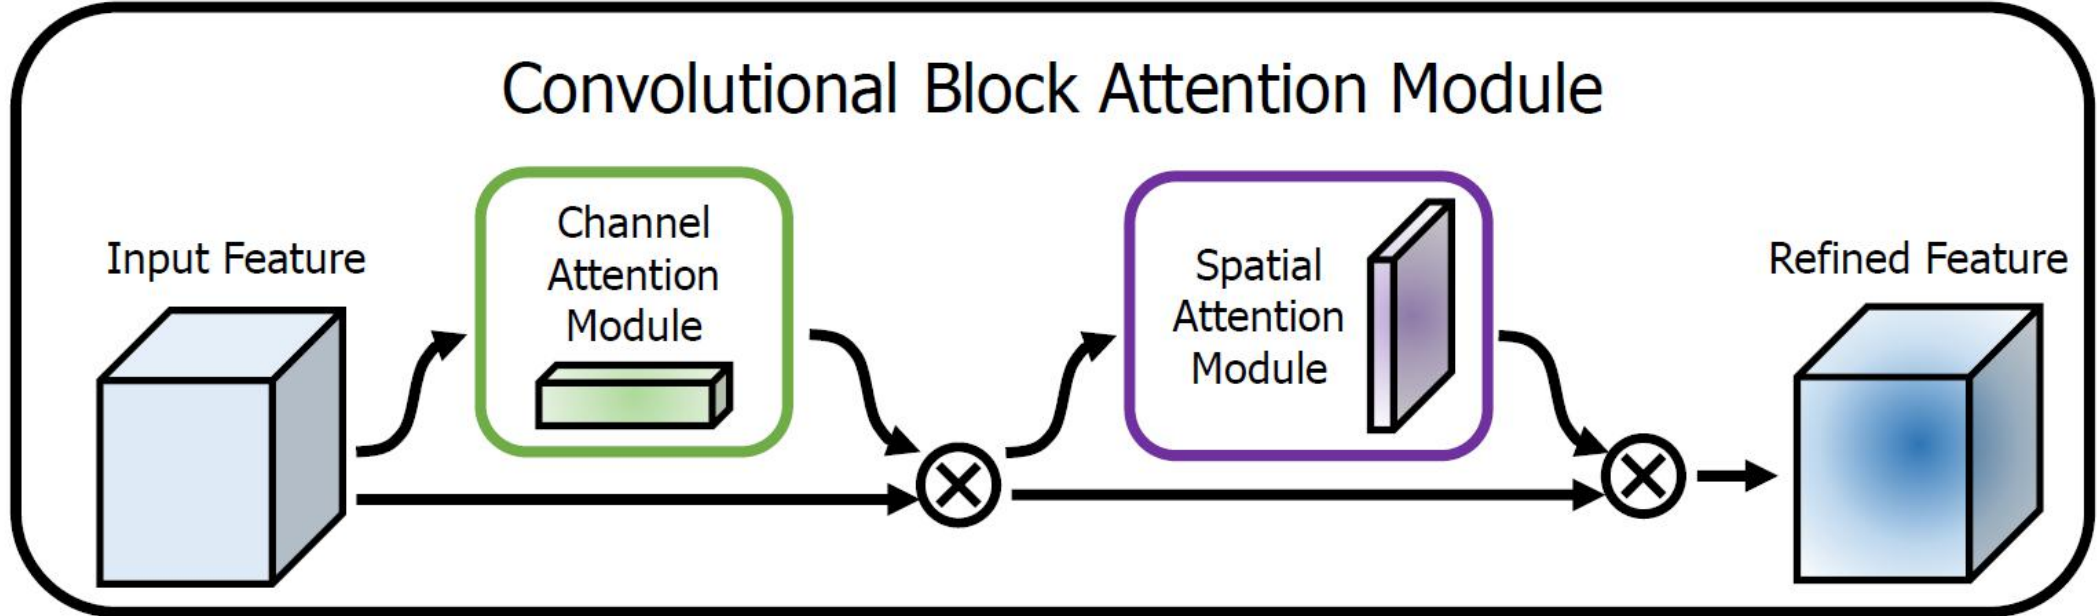 Convolutional Block Attention Module
Input Feature
Channel
Attention
Module
Spatial
Attention
Module
Refined Feature